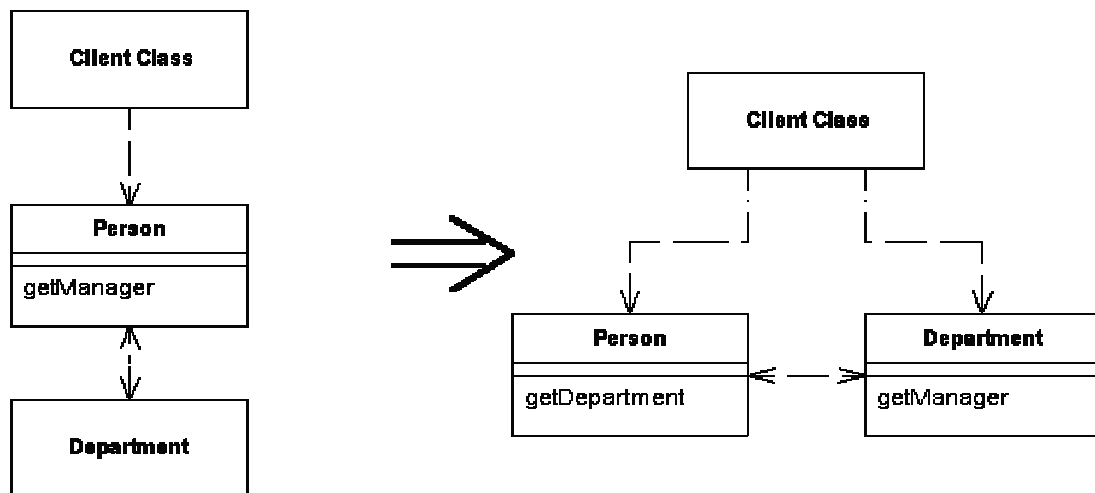 Client Class
Person
getManager
Department
Client Class
Person
getDepartment
Department
getManager